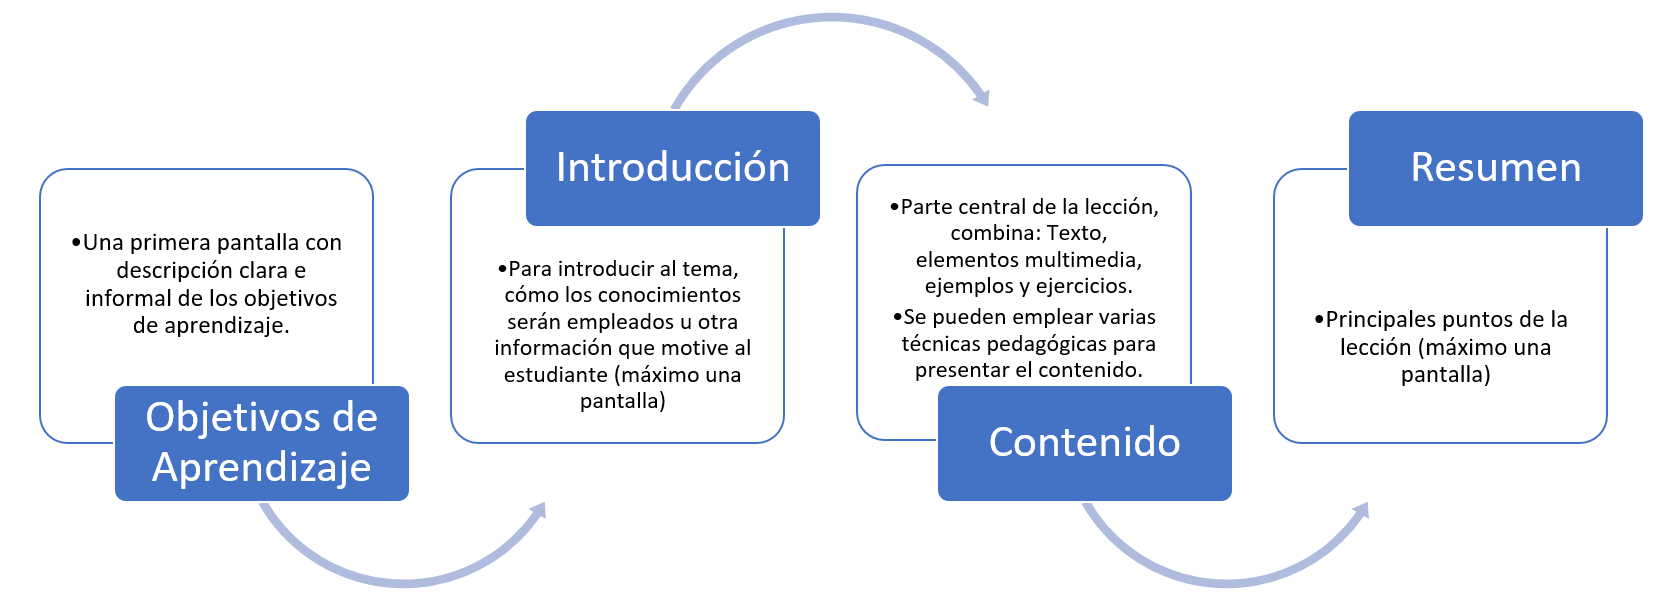 •Una primera pantalla con
descripción clara e
informal de los objetivos
de aprendizaje.
Objetivos de
Aprendizaje
Introducción
•Para introducir al tema,
cómo los conocimientos
serán empleados u otra
información que motive al
estudiante (máximo una
pantalla)
•Parte central de la lección,
combina: Texto,
elementos multimedia,
ejemplos y ejercicios.
•Se pueden emplear varias
técnicas pedagógicas para
presentar el contenido.
Contenido
Resumen
•Principales puntos de la
lección (máximo una
pantalla)